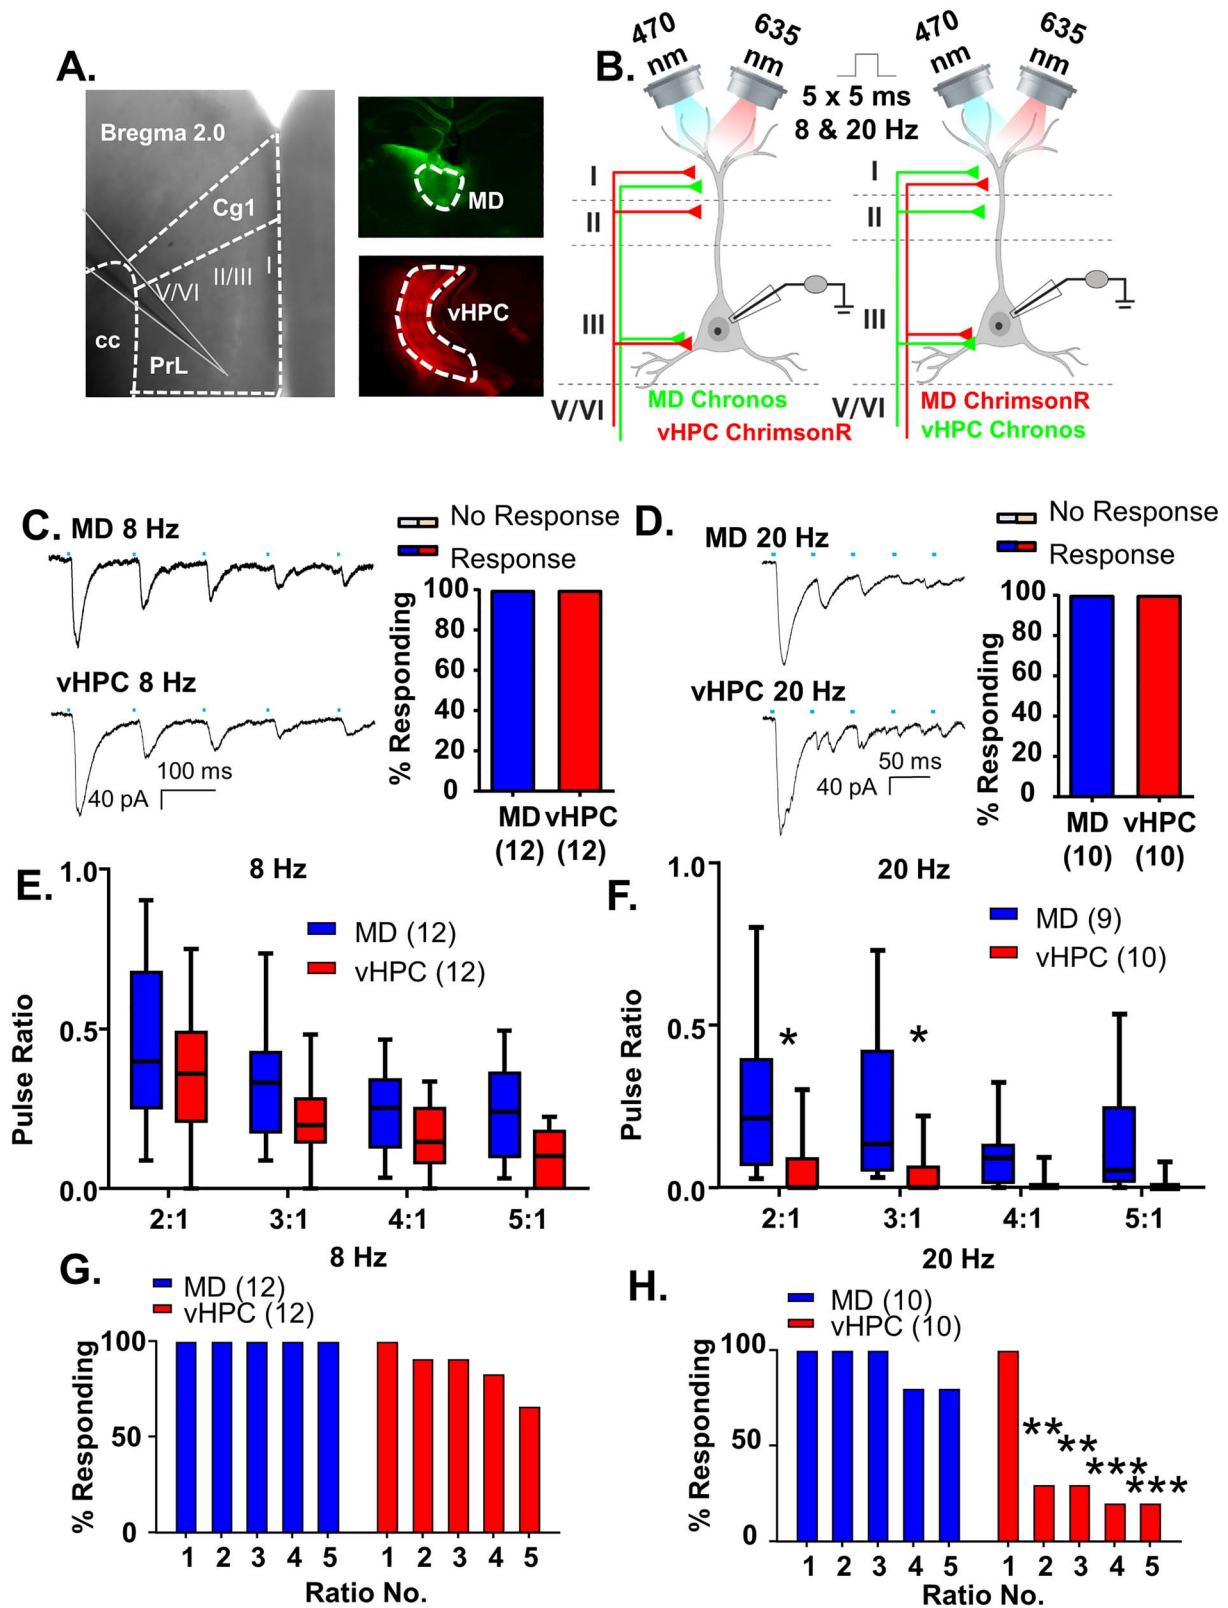 A.
Bregma 2.0
Cg1
II/III
I
V/VI
cc
PrL
MD
vHPC
B.
470
nm
635
nm
5 x 5 ms
8 & 20 Hz
470
nm
635
nm
I
II
III
V/VI
MD Chronos
vHPC ChrimsonR
I
II
III
V/VI
MD ChrimsonR
vHPC Chronos
C.
MD 8 Hz
vHPC 8 Hz
100 ms
40 pA
No Response
Response
% Responding
100
80
60
40
20
0
MD vHPC
(12) (12)
D.
MD 20 Hz
vHPC 20 Hz
50 ms
40 pA
No Response
Response
% Responding
100
80
60
40
20
0
MD vHPC
(10) (10)
E.
8 Hz
MD (12)
vHPC (12)
Pulse Ratio
1.0
0.5
0.0
2:1 3:1 4:1 5:1
F.
20 Hz
MD (9)
vHPC (10)
Pulse Ratio
1.0
0.5
0.0
* *
2:1 3:1 4:1 5:1
G.
8 Hz
MD (12)
vHPC (12)
% Responding
100
50
0
1 2 3 4 5 1 2 3 4 5
Ratio No.
H.
20 Hz
MD (10)
vHPC (10)
% Responding
100
50
0
** ** *** ***
1 2 3 4 5 1 2 3 4 5
Ratio No.